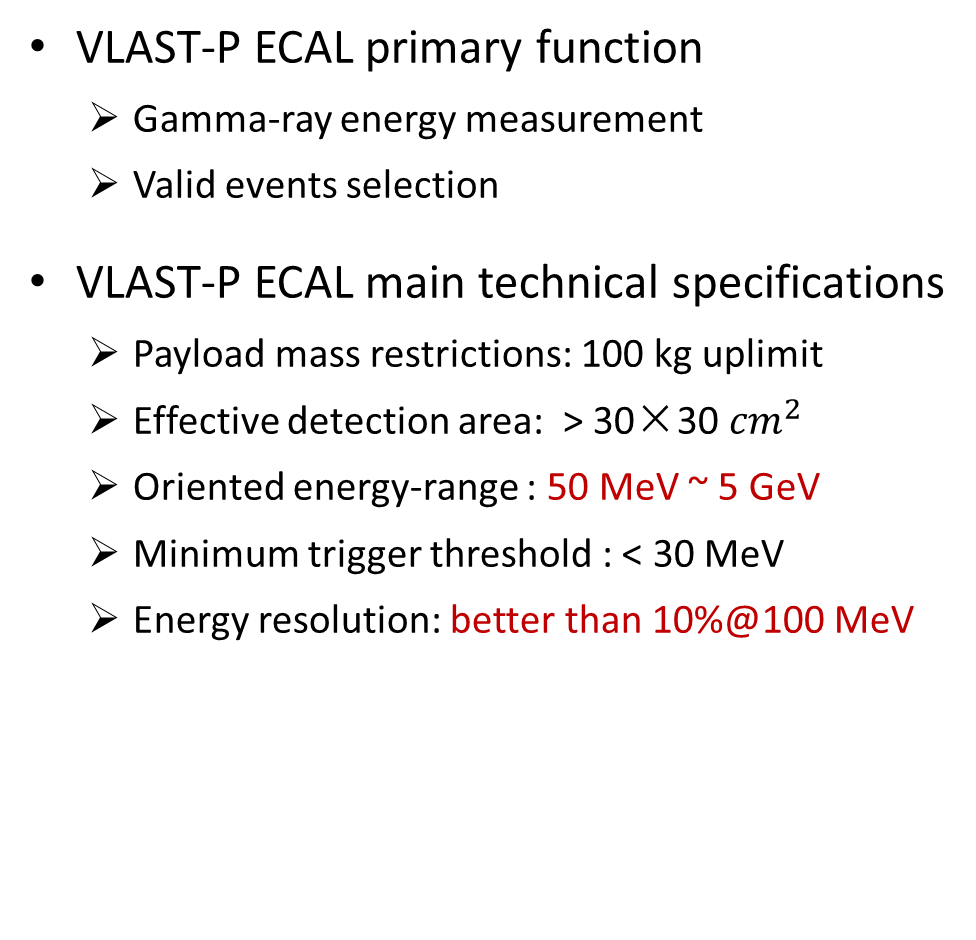 • VLAST-P ECAL primary function
➢ Gamma-ray energy measurement
➢ Valid events selection
• VLAST-P ECAL main technical specifications
➢ Payload mass restrictions: 100 kg uplimit
➢ Effective detection area: > 30×30 cm²
➢ Oriented energy-range : 50 MeV ~ 5 GeV
➢ Minimum trigger threshold : < 30 MeV
➢ Energy resolution: better than 10%@100 MeV